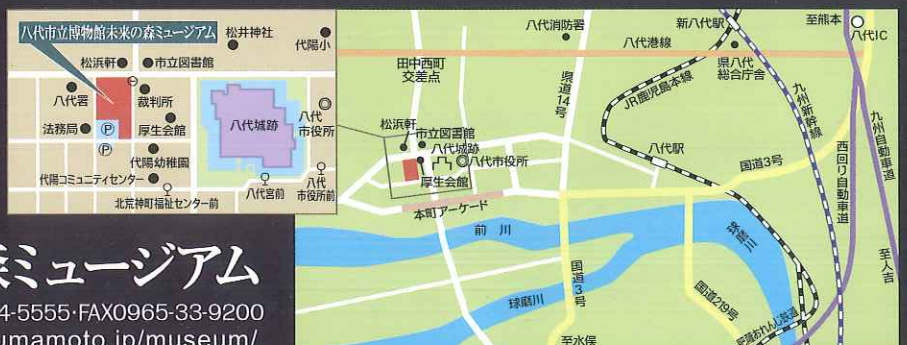 八代市立博物館未来の森ミュージアム
松井神社
代陽小
松浜軒
市立図書館
八代署
裁判所
法務局
厚生会館
八代城跡
八代
市役所
代陽幼稚園
代陽コミュニティセンター
北荒神町福祉センター前
八代宮前
八代
市役所前
P
P
八代消防署
新八代駅
至熊本
八代IC
八代港線
田中西町
交差点
県道14号
県八代
総合庁舎
JR鹿児島本線
九州新幹線
九州自動車道
西回り自動車道
松浜軒
市立図書館
八代城跡
八代市役所
厚生会館
八代駅
国道3号
本町アーケード
前川
球磨川
国道3号
球磨川
国道219号
至人吉
至水俣
肥薩おれんじ鉄道
森ミュージアム
4-5555・FAX0965-33-9200
umamoto.jp/museum/